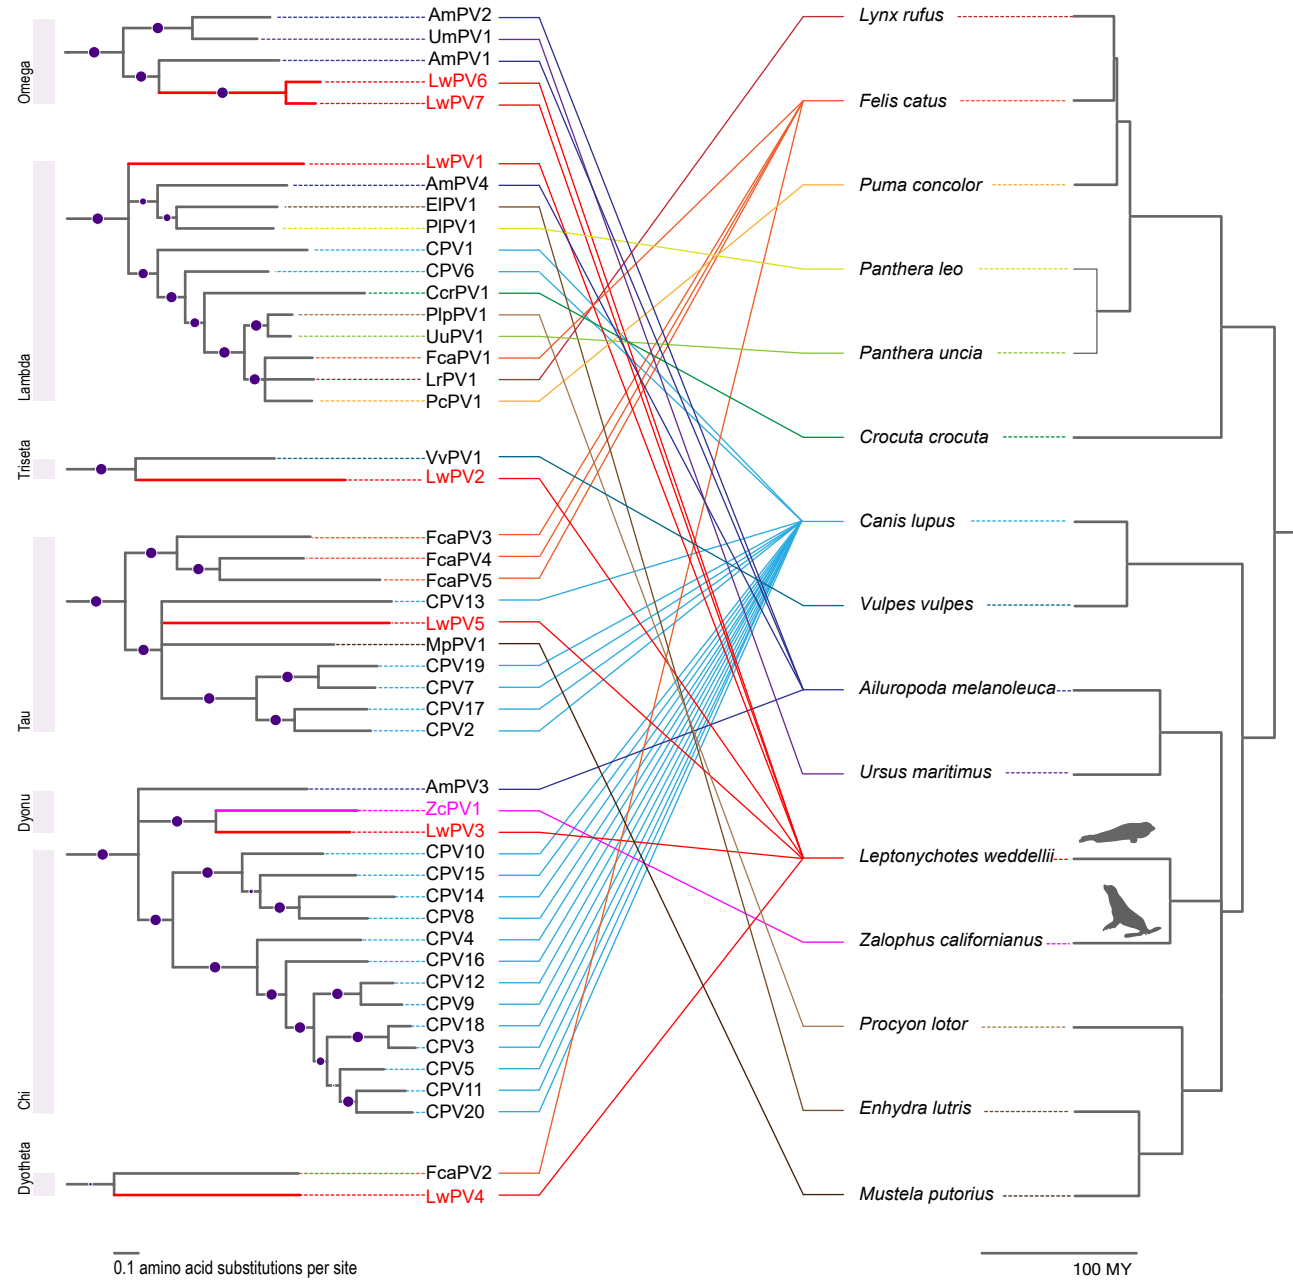 Omega
AmPV2
UmPV1
AmPV1
LwPV6
LwPV7
Lambda
LwPV1
AmPV4
ElPV1
PlPV1
CPV1
CPV6
CcrPV1
PlpPV1
UuPV1
FcaPV1
LrPV1
PcPV1
Triseta
VvPV1
LwPV2
Tau
FcaPV3
FcaPV4
FcaPV5
CPV13
LwPV5
MpPV1
CPV19
CPV7
CPV17
CPV2
Dyonu
AmPV3
ZcPV1
LwPV3
Chi
CPV10
CPV15
CPV14
CPV8
CPV4
CPV16
CPV12
CPV9
CPV18
CPV3
CPV5
CPV11
CPV20
Dyotheta
FcaPV2
LwPV4
0.1 amino acid substitutions per site
Lynx rufus
Felis catus
Puma concolor
Panthera leo
Panthera uncia
Crocuta crocuta
Canis lupus
Vulpes vulpes
Ailuropoda melanoleuca
Ursus maritimus
Leptonychotes weddellii
Zalophus californianus
Procyon lotor
Enhydra lutris
Mustela putorius
100 MY